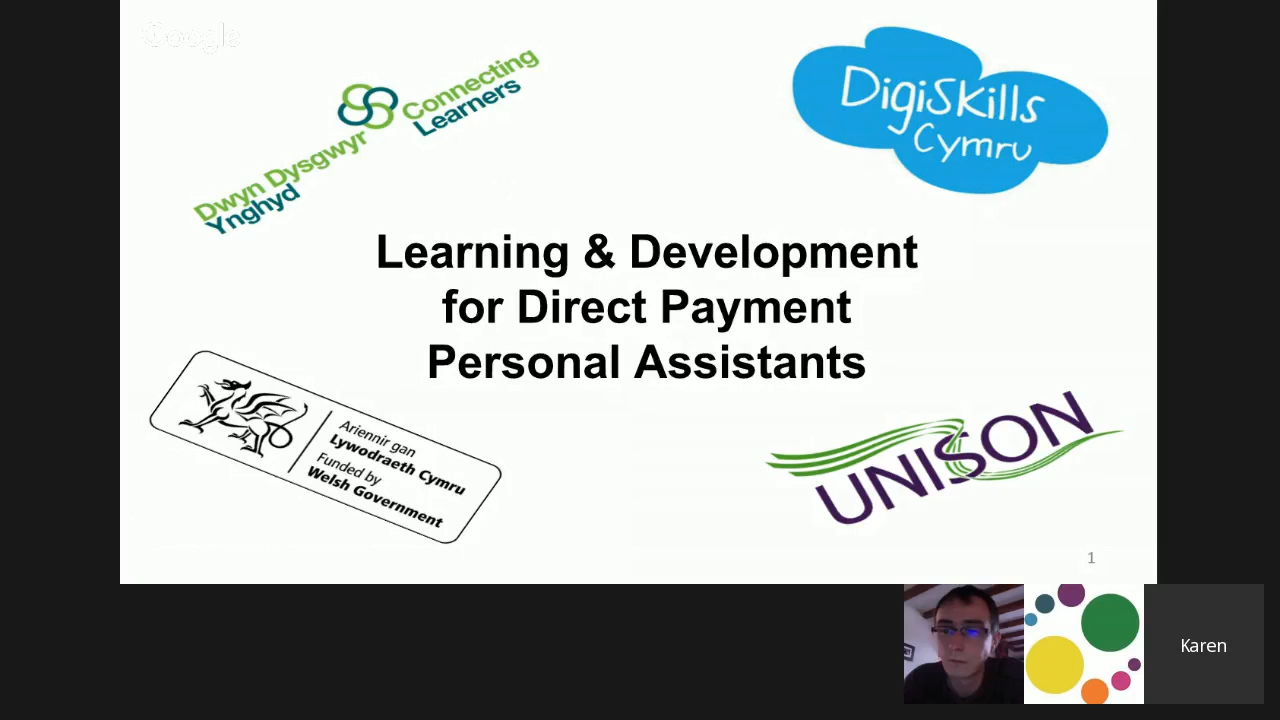 Google
Connecting
Learners
Dwyn Dysgwyr
Ynghyd
DigiSkills
Cymru
Learning & Development
for Direct Payment
Personal Assistants
Ariennir gan
Lywodraeth Cymru
Funded by
Welsh Government
UNISON
1
Karen